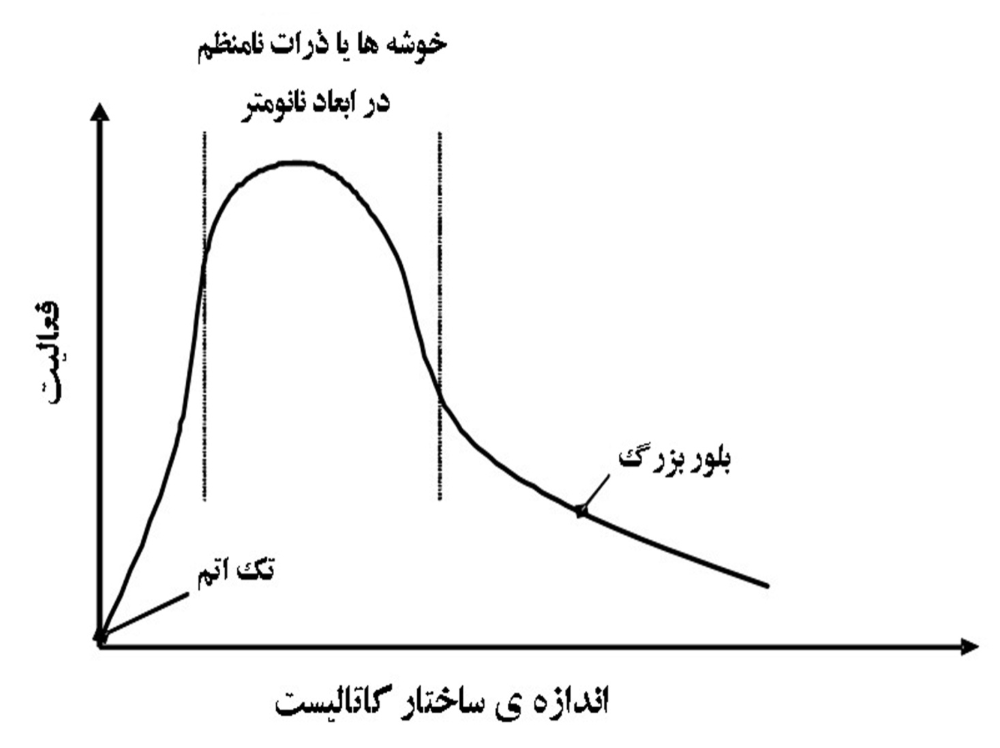 خوشه ها یا ذرات نامنظم
در ابعاد نانومتر
فعالیت
بلور بزرگ
تک اتم
اندازه ی ساختار کاتالیست